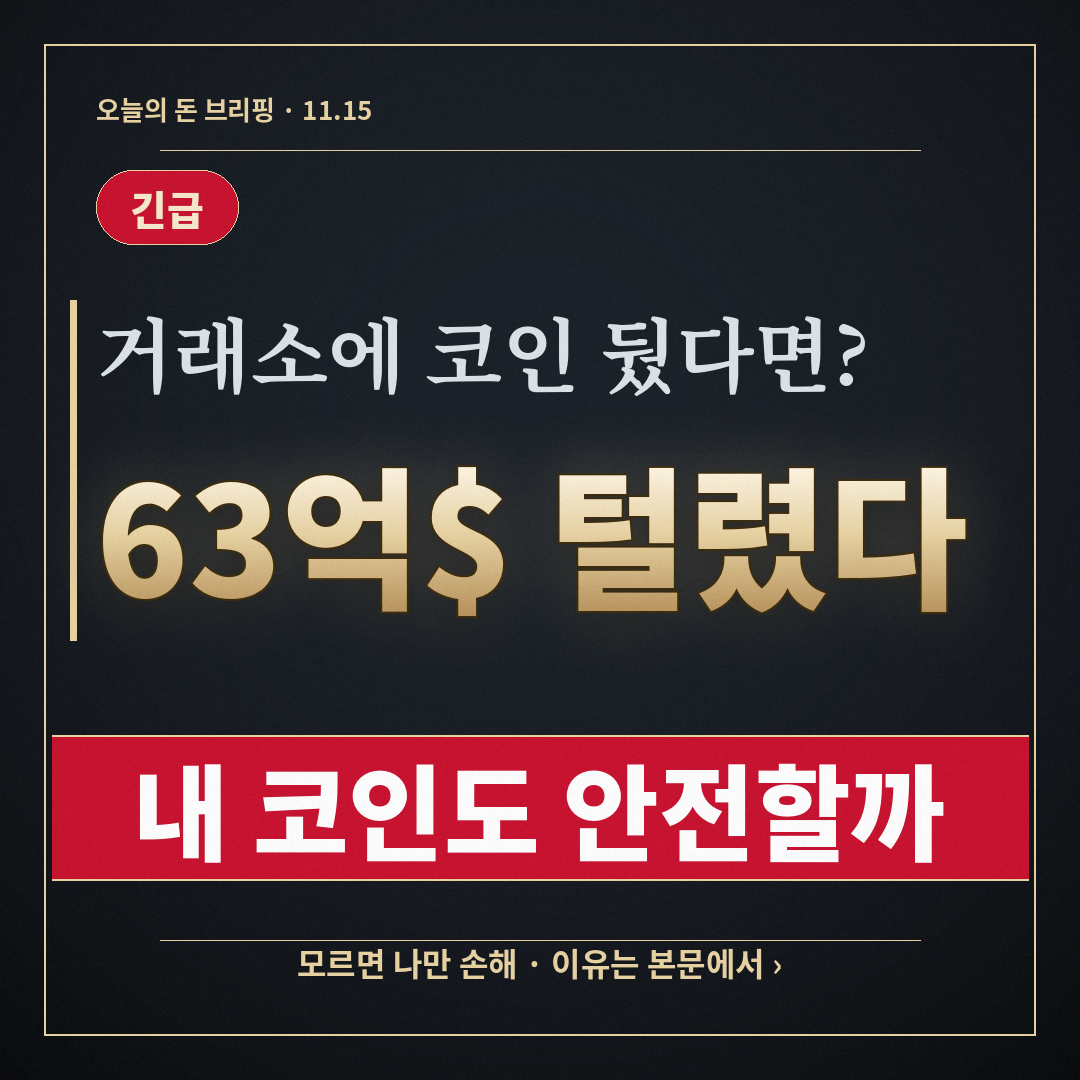 오늘의 돈 브리핑 · 11.15
긴급
거래소에 코인 뒀다면?
63억$ 털렸다
내 코인도 안전할까
모르면 나만 손해 · 이유는 본문에서 ›